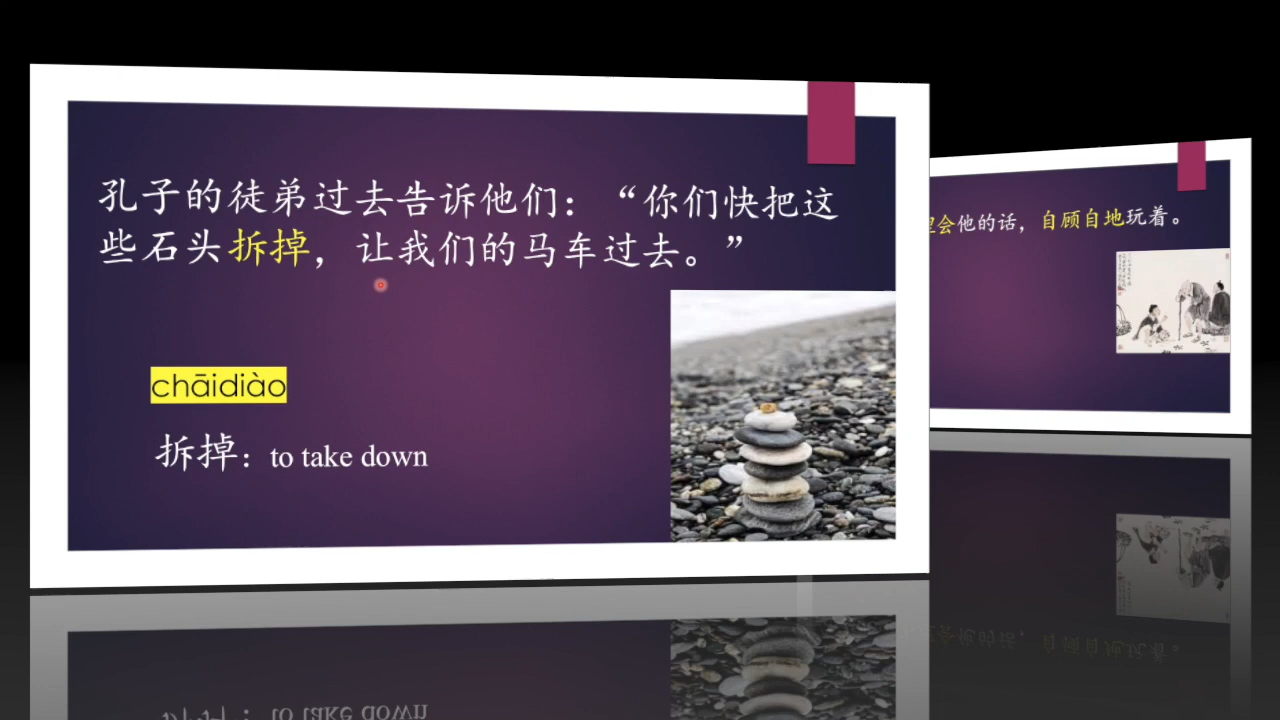 孔子的徒弟过去告诉他们：“你们快把这
些石头拆掉，让我们的马车过去。”
chāidiào
拆掉：to take down
会他的话，自顾自地玩着。